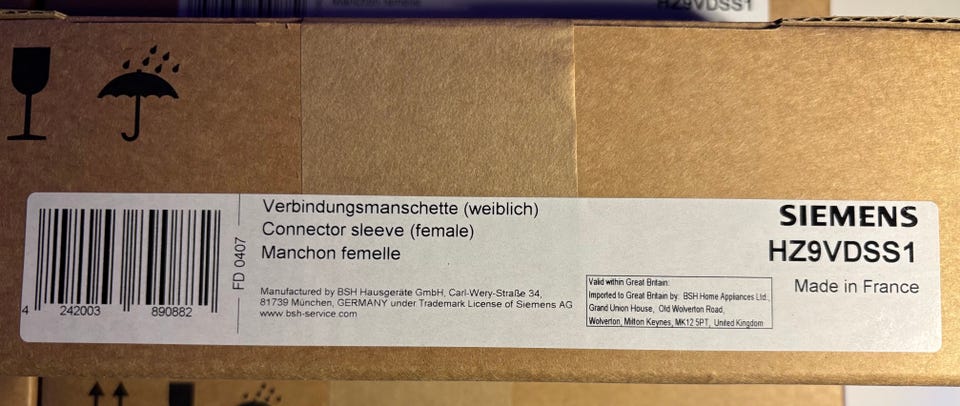 Manchon femelle
HZ9VDSS1
Verbindungsmanschette (weiblich)
Connector sleeve (female)
Manchon femelle
SIEMENS
HZ9VDSS1
Made in France
FD 0407
4 242003 890882
Manufactured by BSH Hausgeräte GmbH, Carl-Wery-Straße 34,
81739 München, GERMANY under Trademark License of Siemens AG
www.bsh-service.com
Valid within Great Britain:
Imported to Great Britain by: BSH Home Appliances Ltd.,
Grand Union House, Old Wolverton Road,
Wolverton, Milton Keynes, MK12 5PT, United Kingdom